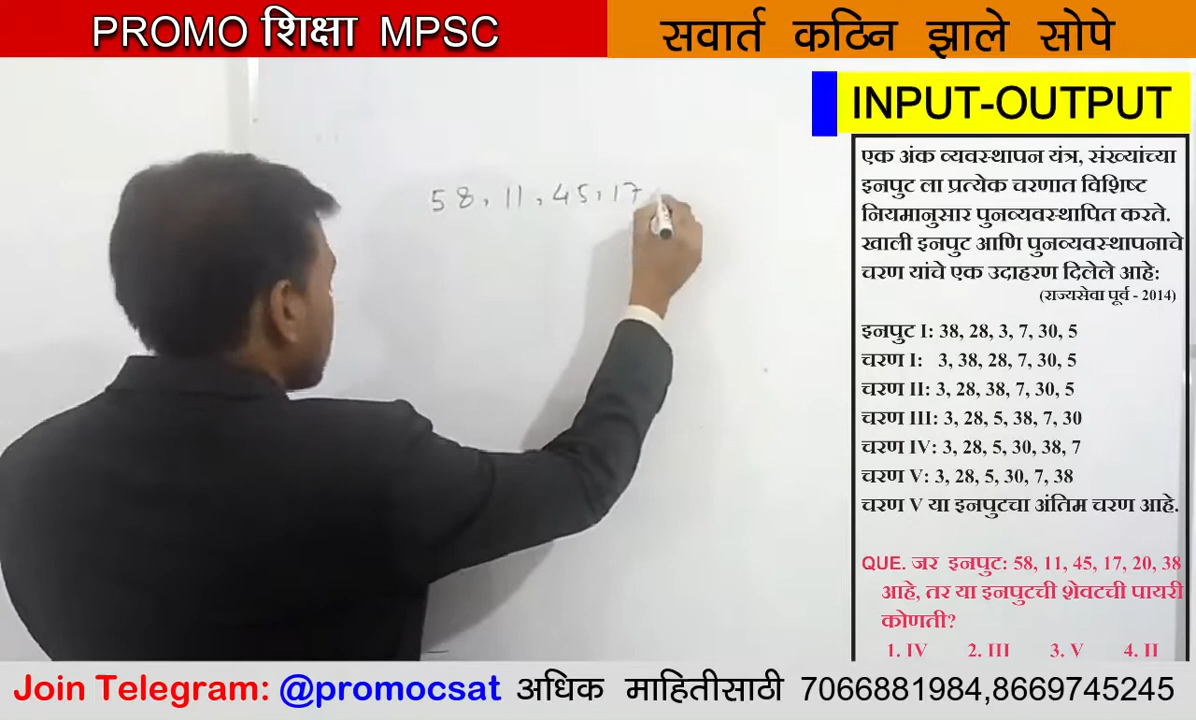 PROMO शिक्षा MPSC
सवार्त कठिन झाले सोपे
58, 11, 45, 17
INPUT-OUTPUT
एक अंक व्यवस्थापन यंत्र, संख्यांच्या
इनपुट ला प्रत्येक चरणात विशिष्ट
नियमानुसार पुनव्यवस्थापित करते.
खाली इनपुट आणि पुनव्यवस्थापनाचे
चरण यांचे एक उदाहरण दिलेले आहे:
(राज्यसेवा पूर्व - 2014)
इनपुट I: 38, 28, 3, 7, 30, 5
चरण I: 3, 38, 28, 7, 30, 5
चरण II: 3, 28, 38, 7, 30, 5
चरण III: 3, 28, 5, 38, 7, 30
चरण IV: 3, 28, 5, 30, 38, 7
चरण V: 3, 28, 5, 30, 7, 38
चरण V या इनपुटचा अंतिम चरण आहे.
QUE. जर इनपुट: 58, 11, 45, 17, 20, 38
आहे, तर या इनपुटची शेवटची पायरी
कोणती?
1. IV 2. III 3. V 4. II
Join Telegram: @promocsat अधिक माहितीसाठी 7066881984,8669745245